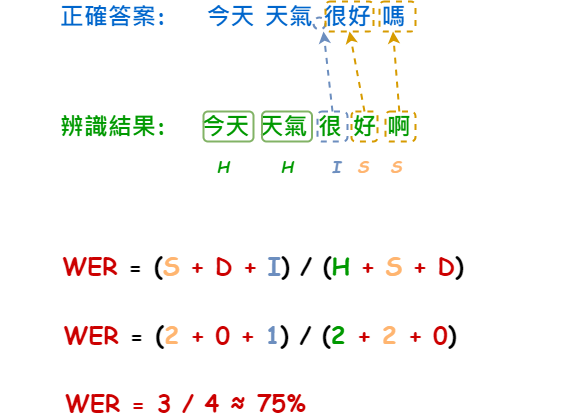 正確答案: 今天 天氣 很好 嗎
辨識結果: 今天 天氣 很 好 啊
H H I S S
WER = (S + D + I) / (H + S + D)
WER = (2 + 0 + 1) / (2 + 2 + 0)
WER = 3 / 4 ≈ 75%